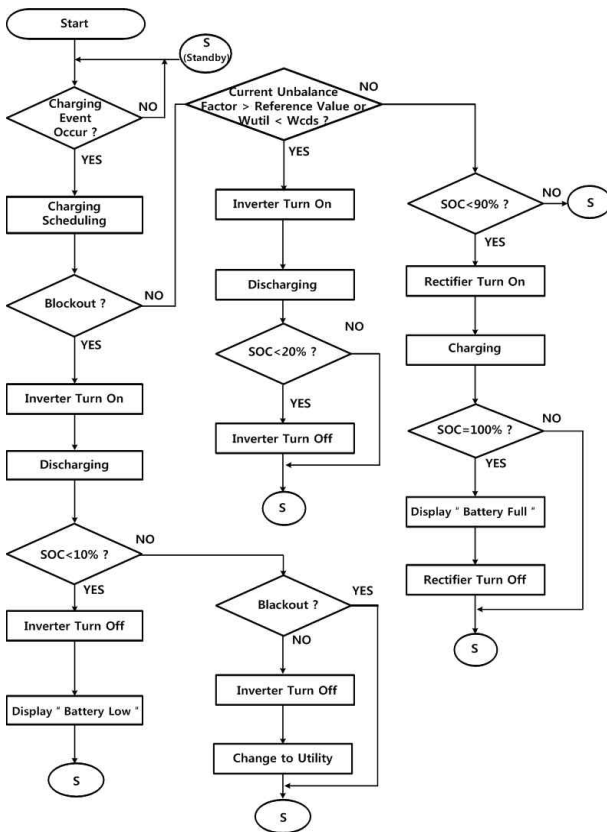 Start
S
(Standby)
Charging
Event
Occur ?
NO
YES
Charging
Scheduling
Blockout ?
NO
YES
Inverter Turn On
Discharging
SOC<10% ?
NO
YES
Inverter Turn Off
Display " Battery Low "
S
Blackout ?
YES
NO
Inverter Turn Off
Change to Utility
S
Current Unbalance
Factor > Reference Value or
Wutil < Wcds ?
NO
YES
Inverter Turn On
Discharging
SOC<20% ?
NO
YES
Inverter Turn Off
S
SOC<90% ?
NO
S
YES
Rectifier Turn On
Charging
SOC=100% ?
NO
YES
Display " Battery Full "
Rectifier Turn Off
S